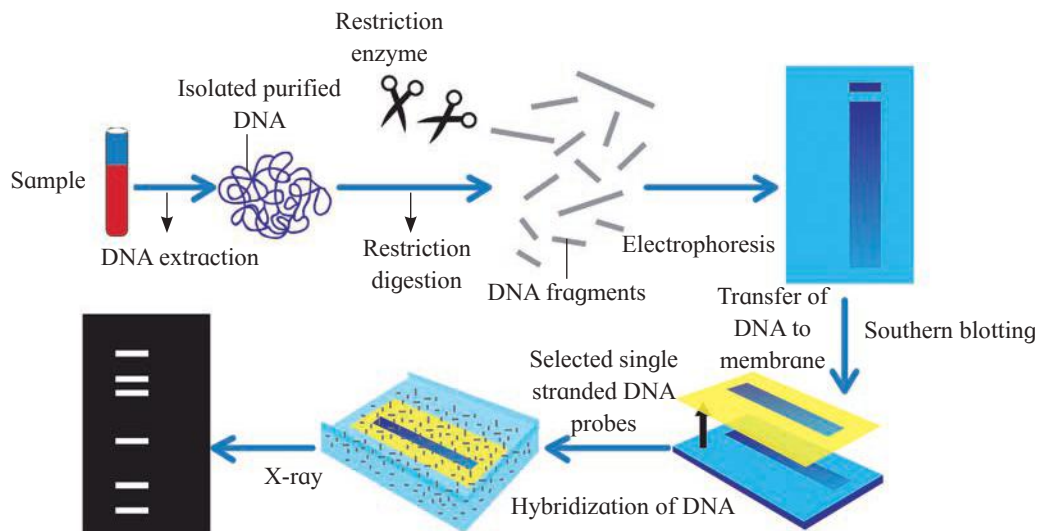 Restriction
enzyme
Isolated purified
DNA
Sample
DNA extraction
Restriction
digestion
DNA fragments
Electrophoresis
Transfer of
DNA to
membrane
Southern blotting
Selected single
stranded DNA
probes
Hybridization of DNA
X-ray